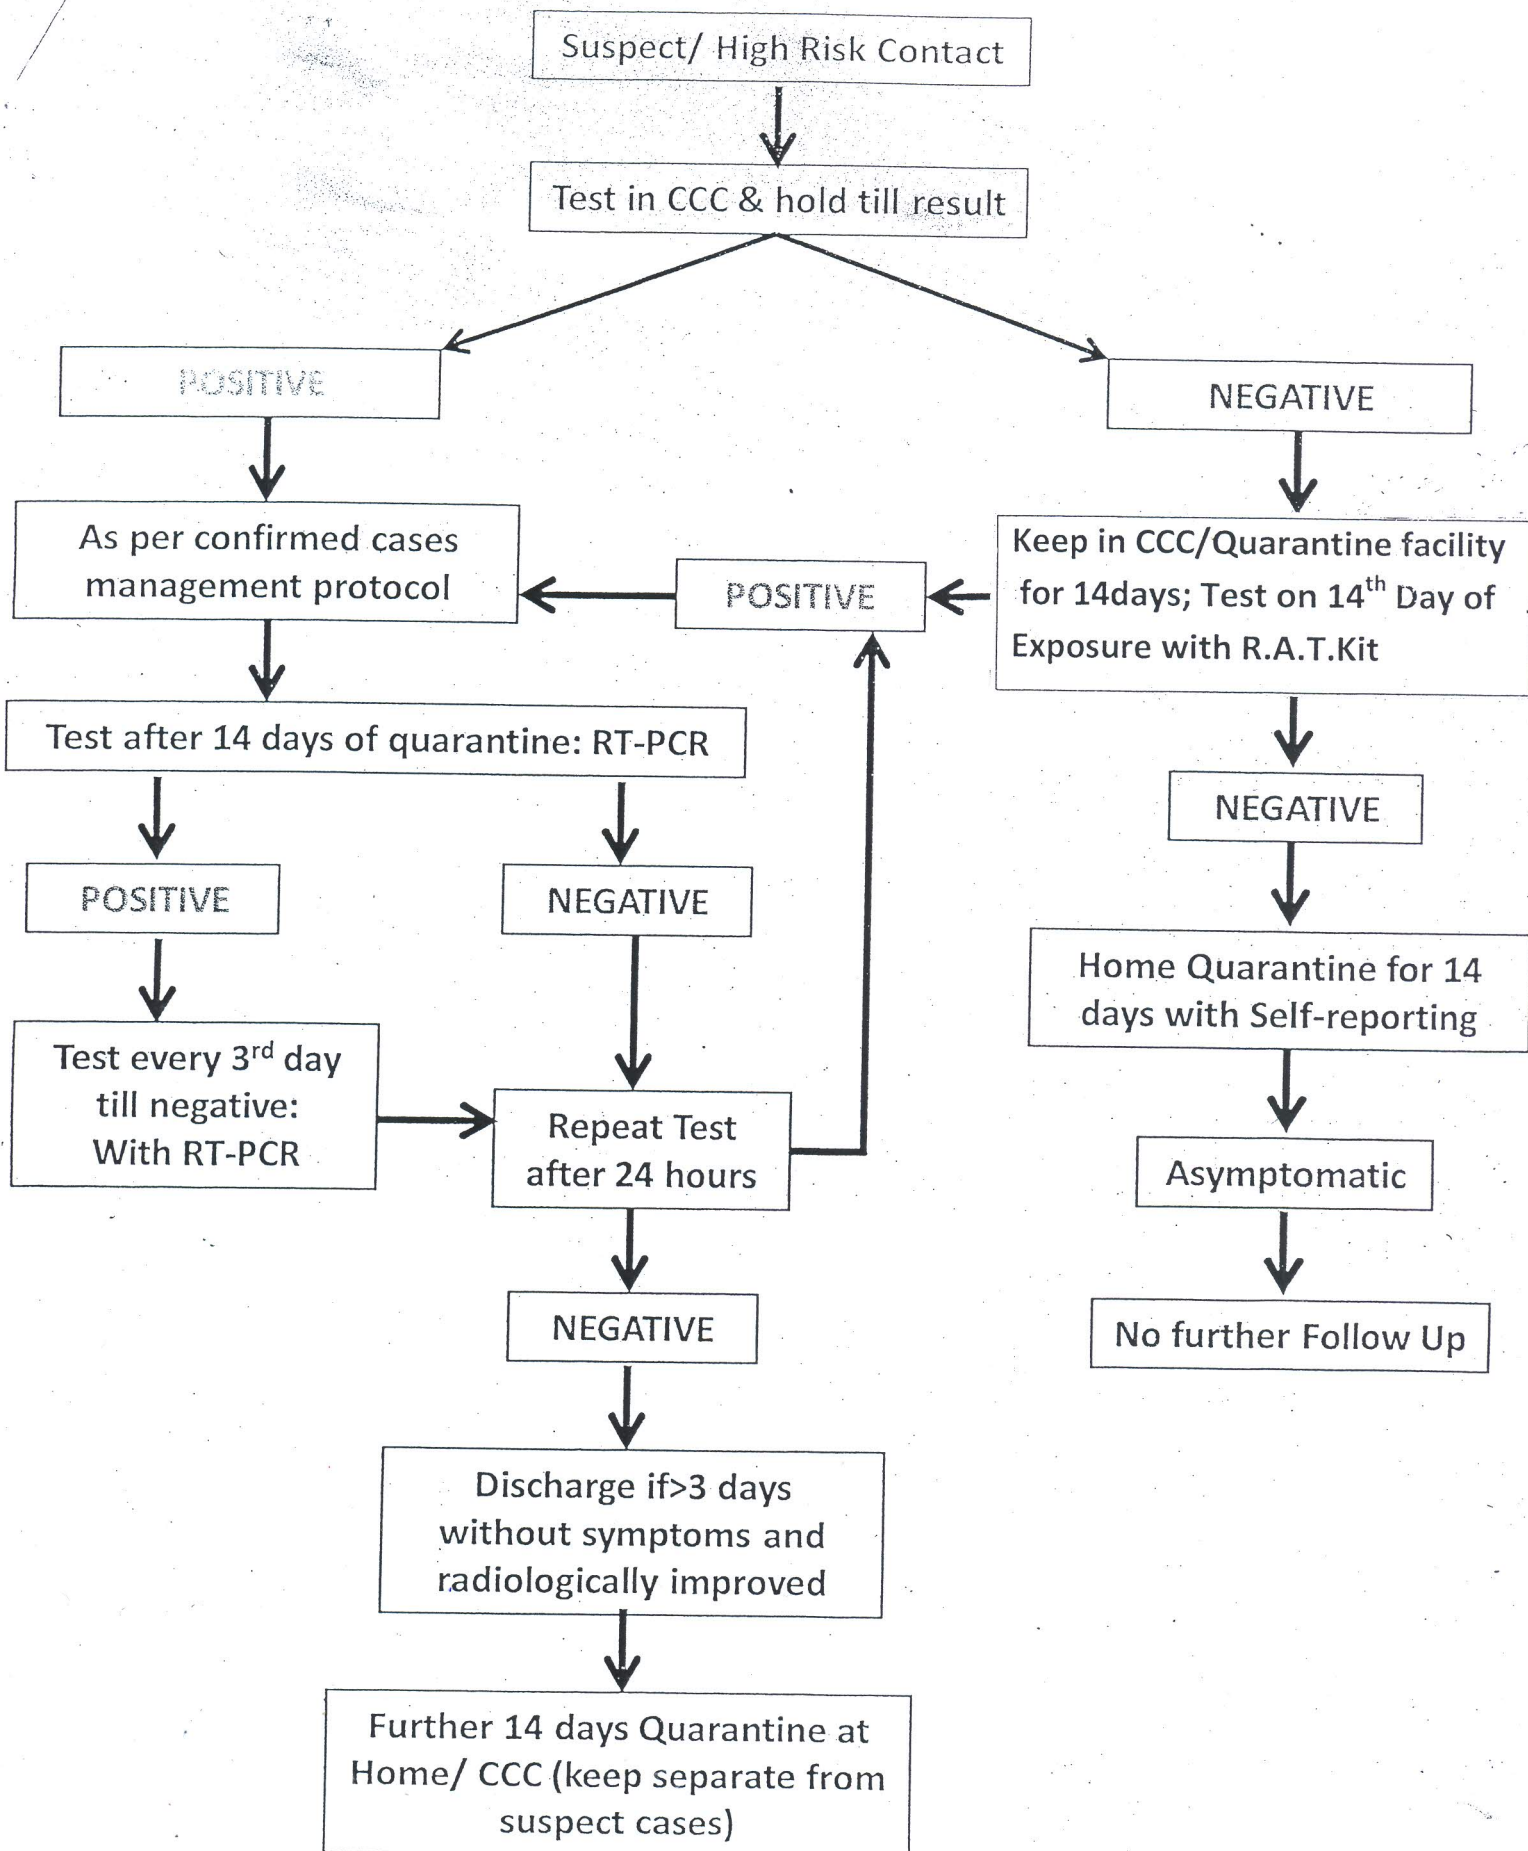 Suspect/ High Risk Contact
Test in CCC & hold till result
POSITIVE
NEGATIVE
As per confirmed cases
management protocol
POSITIVE
Keep in CCC/Quarantine facility
for 14days; Test on 14th Day of
Exposure with R.A.T.Kit
Test after 14 days of quarantine: RT-PCR
NEGATIVE
POSITIVE
NEGATIVE
Home Quarantine for 14
days with Self-reporting
Test every 3rd day
till negative:
With RT-PCR
Repeat Test
after 24 hours
Asymptomatic
NEGATIVE
No further Follow Up
Discharge if>3 days
without symptoms and
radiologically improved
Further 14 days Quarantine at
Home/ CCC (keep separate from
suspect cases)